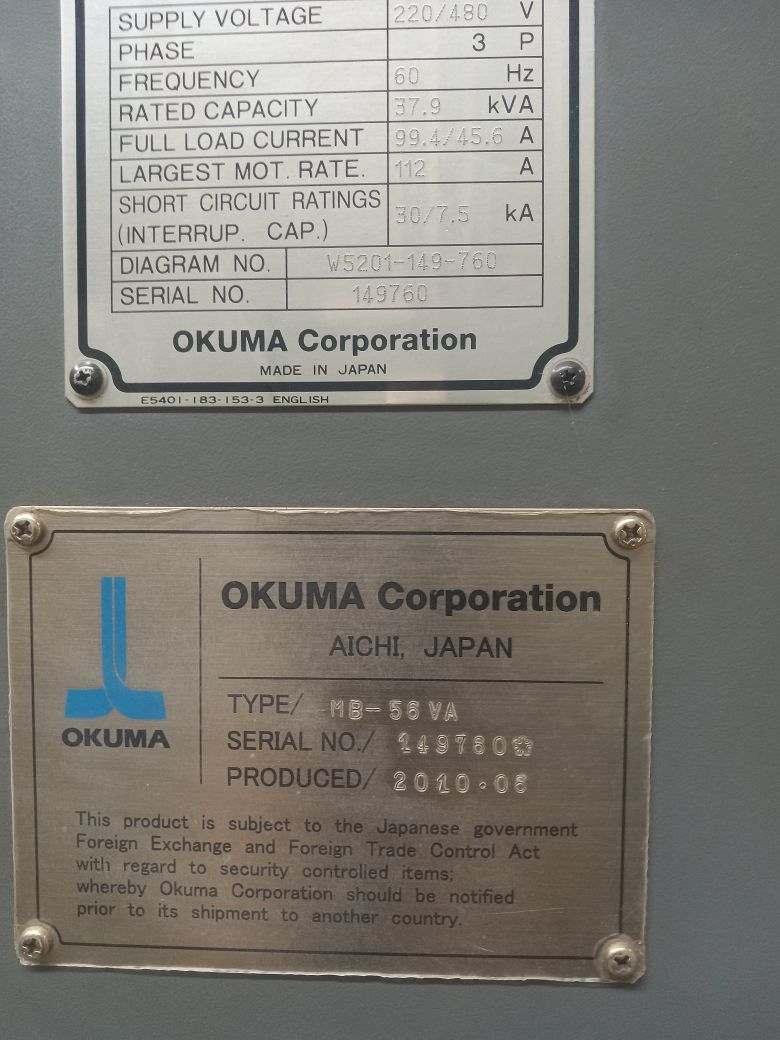 SUPPLY VOLTAGE 220/480 V
PHASE 3 P
FREQUENCY 60 Hz
RATED CAPACITY 37.9 kVA
FULL LOAD CURRENT 99.4/45.6 A
LARGEST MOT. RATE. 112 A
SHORT CIRCUIT RATINGS
(INTERRUP. CAP.) 30/7.5 kA
DIAGRAM NO. W5201-149-760
SERIAL NO. 149760
OKUMA Corporation
MADE IN JAPAN
E5401-183-153-3 ENGLISH
OKUMA
OKUMA Corporation
AICHI, JAPAN
TYPE/ MB-56VA
SERIAL NO./ 149760
PRODUCED/ 2010.06
This product is subject to the Japanese government
Foreign Exchange and Foreign Trade Control Act
with regard to security controlled items;
whereby Okuma Corporation should be notified
prior to its shipment to another country.